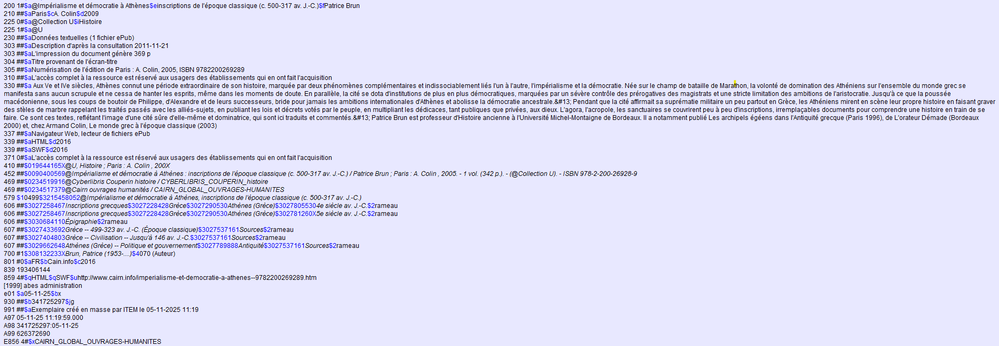 200 1#$a@Impérialisme et démocratie à Athènes$einscriptions de l'époque classique (c. 500-317 av. J.-C.)$fPatrice Brun
210 ##$aParis$cA. Colin$d2009
225 0#$a@Collection U$iHistoire
225 1#$a@U
230 ##$aDonnées textuelles (1 fichier ePub)
303 ##$aDescription d'après la consultation 2011-11-21
303 ##$aL'impression du document génère 369 p
304 ##$aTitre provenant de l'écran-titre
305 ##$aNumérisation de l'édition de Paris : A. Colin, 2005, ISBN 9782200269289
310 ##$aL'accès complet à la ressource est réservé aux usagers des établissements qui en ont fait l'acquisition
330 ##$a Aux Ve et IVe siècles, Athènes connut une période extraordinaire de son histoire, marquée par deux phénomènes complémentaires et indissociablement liés l'un à l'autre, l'impérialisme et la démocratie. Née sur le champ de bataille de Marathon, la volonté de domination des Athéniens sur l'ensemble du monde grec se
manifesta sans aucun scrupule et ne cessa de hanter les esprits, même dans les moments de doute. En parallèle, la cité se dota d'institutions de plus en plus démocratiques, marquées par un sévère contrôle des prérogatives des magistrats et une stricte limitation des ambitions de l'aristocratie. Jusqu'à ce que la poussée
macédonienne, sous les coups de boutoir de Philippe, d'Alexandre et de leurs successeurs, bride pour jamais les ambitions internationales d'Athènes et abolisse la démocratie ancestrale.&#13; Pendant que la cité affirmait sa suprématie militaire un peu partout en Grèce, les Athéniens mirent en scène leur propre histoire en faisant graver
des stèles de marbre rappelant les traités passés avec les alliés-sujets, en publiant les lois et décrets votés par le peuple, en multipliant les dédicaces, tant publiques que privées, aux dieux. L'agora, l'acropole, les sanctuaires se couvrirent peu à peu d'inscriptions, irremplaçables documents pour comprendre une histoire en train de se
faire. Ce sont ces textes, reflétant l'image d'une cité sûre d'elle-même et dominatrice, qui sont ici traduits et commentés.&#13; Patrice Brun est professeur d'Histoire ancienne à l'Université Michel-Montaigne de Bordeaux. Il a notamment publié Les archipels égéens dans l'Antiquité grecque (Paris 1996), de L'orateur Démade (Bordeaux
2000) et, chez Armand Colin, Le monde grec à l'époque classique (2003)
337 ##$aNavigateur Web, lecteur de fichiers ePub
339 ##$aHTML$d2016
339 ##$aSWF$d2016
371 0#$aL'accès complet à la ressource est réservé aux usagers des établissements qui en ont fait l'acquisition
410 ##$019644165X@U, Histoire ; Paris : A. Colin , 200X
452 ##$0090400569@Impérialisme et démocratie à Athènes : inscriptions de l'époque classique (c. 500-317 av. J.-C.) / Patrice Brun ; Paris : A. Colin , 2005. - 1 vol. (342 p.). - (@Collection U). - ISBN 978-2-200-26928-9
469 ##$0234519916@Cyberlibris Couperin histoire / CYBERLIBRIS_COUPERIN_histoire
469 ##$0234517379@Cairn ouvrages humanités / CAIRN_GLOBAL_OUVRAGES-HUMANITES
579 $10499$3215458052@Impérialisme et démocratie à Athènes, inscriptions de l'époque classique (c. 500-317 av. J.-C.)
606 ##$3027258467Inscriptions grecques$3027228428Grèce$3027290530Athènes (Grèce)$3027805530​4e siècle av. J.-C.$2rameau
606 ##$3027258467Inscriptions grecques$3027228428Grèce$3027290530Athènes (Grèce)$302781260X5e siècle av. J.-C.$2rameau
606 ##$3030684110Épigraphie$2rameau
607 ##$3027433692Grèce -- 499-323 av. J.-C. (Époque classique)$3027537161Sources$2rameau
607 ##$3027404803Grèce -- Civilisation -- Jusqu'à 146 av. J.-C.$3027537161Sources$2rameau
607 ##$3029662648Athènes (Grèce) -- Politique et gouvernement$3027789888Antiquité$3027537161Sources$2rameau
700 #1$308132233XBrun, Patrice (1953-....)$4070 (Auteur)
801 #0$aFR$bCain.info$c2016
839 193406144
859 4#$qHTML$qSWF$uhttp://www.cairn.info/imperialisme-et-democratie-a-athenes--9782200269289.htm
[1999] abes administration
e01 $a05-11-25$bx
930 ##$b341725297$jg
991 ##$aExemplaire créé en masse par ITEM le 05-11-2025 11:19
A97 05-11-25 11:19:59.000
A98 341725297:05-11-25
A99 626372690
E856 4#$xCAIRN_GLOBAL_OUVRAGES-HUMANITES